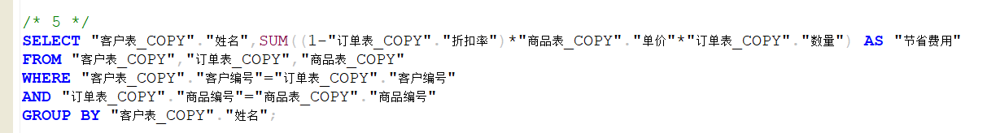 /* 5 */
SELECT "客户表_COPY"."姓名",SUM((1-"订单表_COPY"."折扣率")*"商品表_COPY"."单价"*"订单表_COPY"."数量") AS "节省费用"
FROM "客户表_COPY","订单表_COPY","商品表_COPY"
WHERE "客户表_COPY"."客户编号"="订单表_COPY"."客户编号"
AND "订单表_COPY"."商品编号"="商品表_COPY"."商品编号"
GROUP BY "客户表_COPY"."姓名";